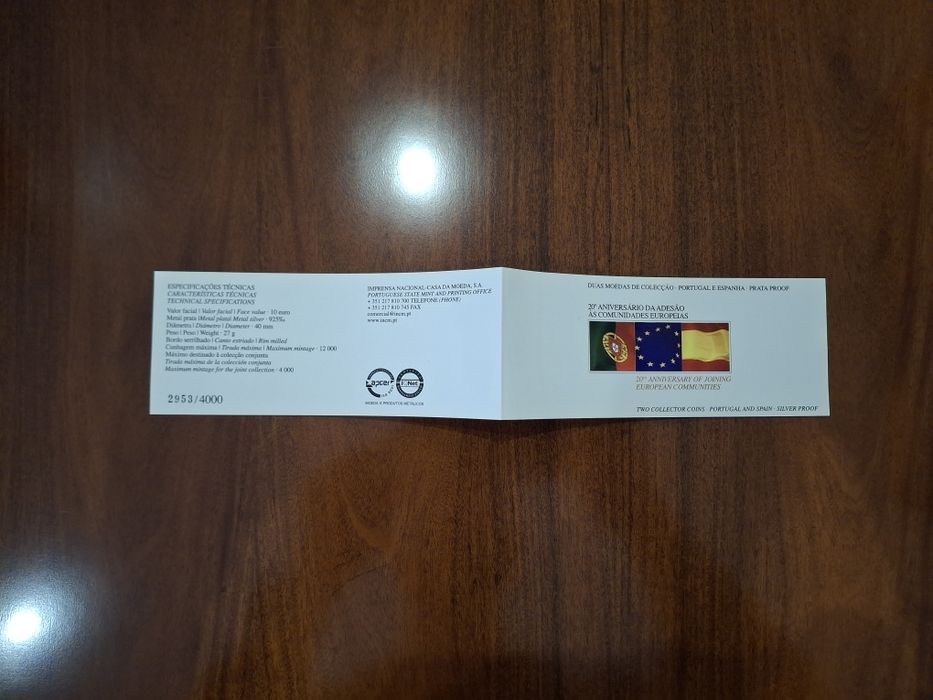 ESPECIFICAÇÕES TÉCNICAS
CARACTERÍSTICAS TÉCNICAS
TECHNICAL SPECIFICATIONS
Valor facial | Valor facial | Face value · 10 euro
Metal prata | Metal plata | Metal silver · 925‰
Diâmetro | Diámetro | Diameter · 40 mm
Peso | Peso | Weight · 27 g
Bordo serrilhado | Canto estriado | Rim milled
Cunhagem máxima | Tirada máxima | Maximum mintage · 12 000
Máximo destinado à colecção conjunta
Tirada máxima de la colección conjunta
Maximum mintage for the joint collection · 4 000
2953/4000
IMPRENSA NACIONAL-CASA DA MOEDA, S.A.
PORTUGUESE STATE MINT AND PRINTING OFFICE
+ 351 217 810 700 TELEFONE (PHONE)
+ 351 217 810 745 FAX
comercial@incm.pt
www.incm.pt
apcer
IQNet
MOEDA E PRODUTOS METÁLICOS
DUAS MOEDAS DE COLECÇÃO · PORTUGAL E ESPANHA · PRATA PROOF
20º ANIVERSÁRIO DA ADESÃO
ÀS COMUNIDADES EUROPEIAS
20TH ANNIVERSARY OF JOINING
EUROPEAN COMMUNITIES
TWO COLLECTOR COINS · PORTUGAL AND SPAIN · SILVER PROOF